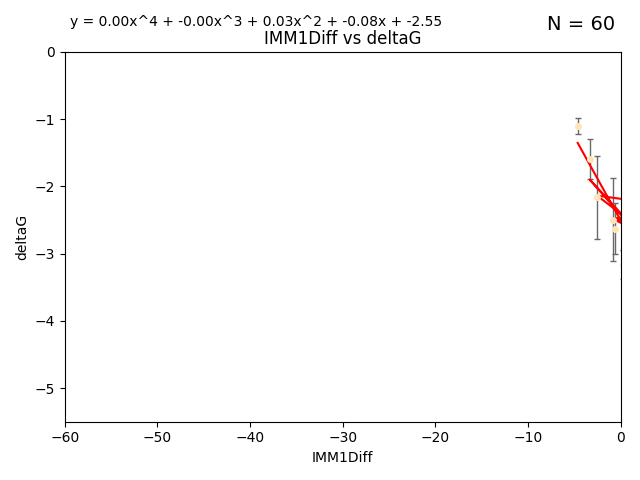 y = 0.00x^4 + -0.00x^3 + 0.03x^2 + -0.08x + -2.55
N = 60
IMM1Diff vs deltaG
0
−1
−2
−3
−4
−5
deltaG
−60 −50 −40 −30 −20 −10 0
IMM1Diff